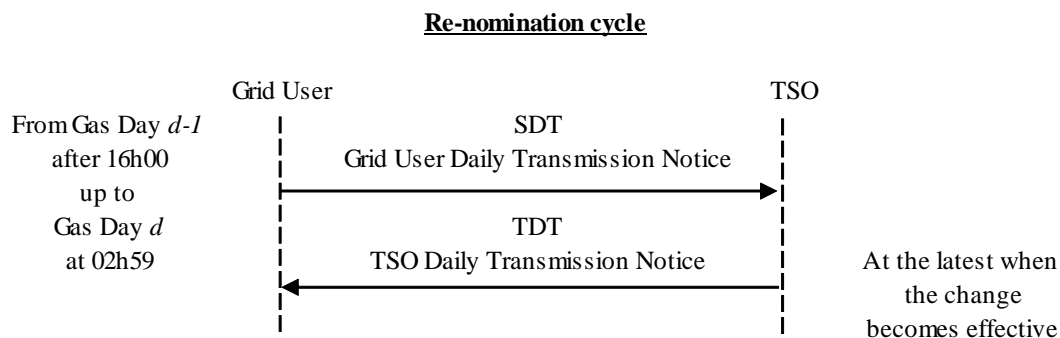 Re-nomination cycle
Grid User
TSO
From Gas Day d-1
after 16h00
up to
Gas Day d
at 02h59
SDT
Grid User Daily Transmission Notice
TDT
TSO Daily Transmission Notice
At the latest when
the change
becomes effective